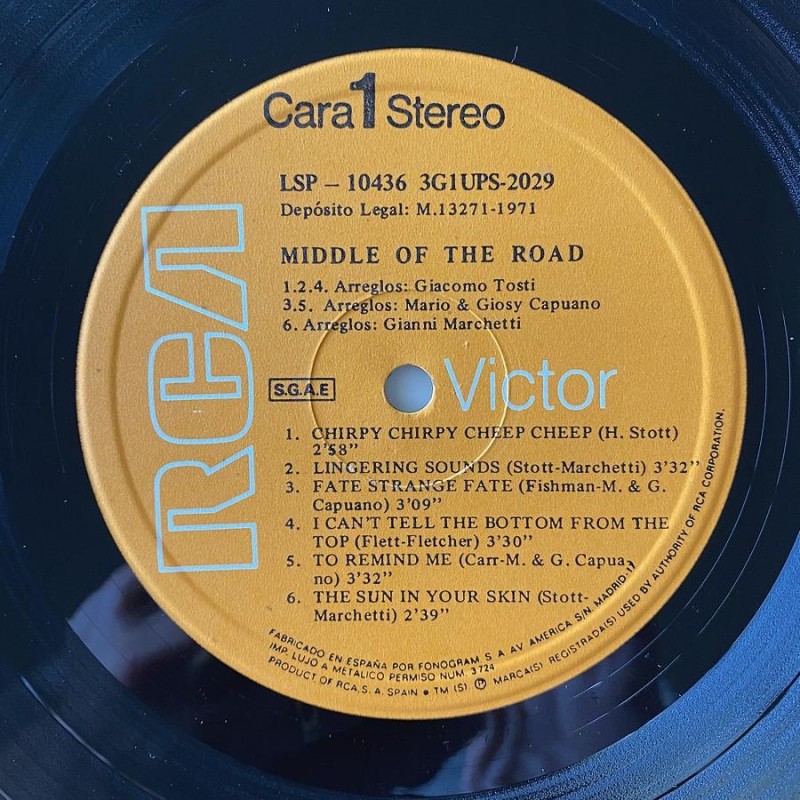 Cara 1 Stereo
LSP – 10436 3G1UPS-2029
Depósito Legal: M.13271-1971
MIDDLE OF THE ROAD
1.2.4. Arreglos: Giacomo Tosti
3.5. Arreglos: Mario & Giosy Capuano
6. Arreglos: Gianni Marchetti
RCA
S.G.A.E
Victor
1. CHIRPY CHIRPY CHEEP CHEEP (H. Stott)
2'58"
2. LINGERING SOUNDS (Stott-Marchetti) 3'32"
3. FATE STRANGE FATE (Fishman-M. & G.
Capuano) 3'09"
4. I CAN'T TELL THE BOTTOM FROM THE
TOP (Flett-Fletcher) 3'30"
5. TO REMIND ME (Carr-M. & G. Capua
no) 3'32"
6. THE SUN IN YOUR SKIN (Stott-
Marchetti) 2'39"
FABRICADO EN ESPAÑA POR FONOGRAM, S A AV AMERICA S/N. MADRID-17
IMP. LUJO A METALICO PERMISO NUM. 3724
PRODUCT OF RCA, S. A. SPAIN • TM (S) ℗ MARCA(S) REGISTRADA(S) USED BY AUTHORITY OF RCA CORPORATION.